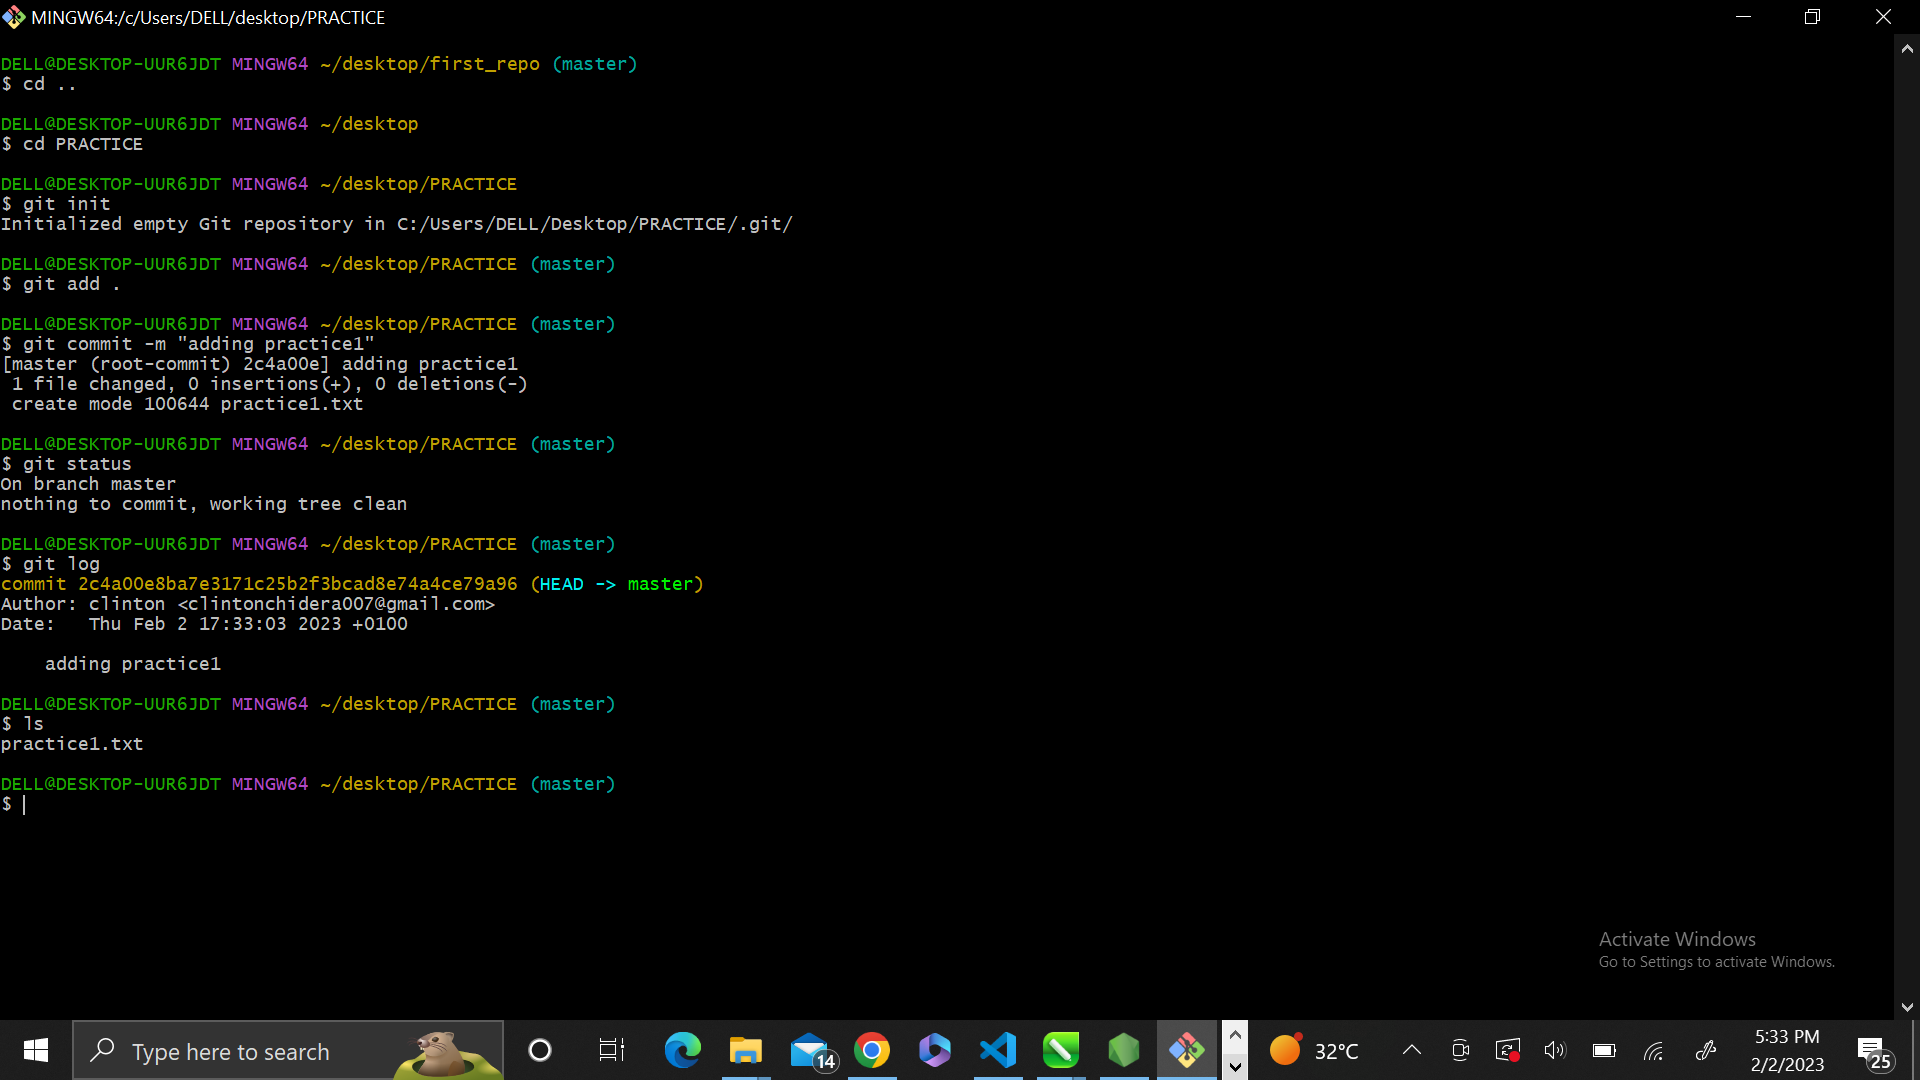 MINGW64:/c/Users/DELL/desktop/PRACTICE
DELL@DESKTOP-UUR6JDT MINGW64 ~/desktop/first_repo (master)
$ cd ..
DELL@DESKTOP-UUR6JDT MINGW64 ~/desktop
$ cd PRACTICE
DELL@DESKTOP-UUR6JDT MINGW64 ~/desktop/PRACTICE
$ git init
Initialized empty Git repository in C:/Users/DELL/Desktop/PRACTICE/.git/
DELL@DESKTOP-UUR6JDT MINGW64 ~/desktop/PRACTICE (master)
$ git add .
DELL@DESKTOP-UUR6JDT MINGW64 ~/desktop/PRACTICE (master)
$ git commit -m "adding practice1"
[master (root-commit) 2c4a00e] adding practice1
 1 file changed, 0 insertions(+), 0 deletions(-)
 create mode 100644 practice1.txt
DELL@DESKTOP-UUR6JDT MINGW64 ~/desktop/PRACTICE (master)
$ git status
On branch master
nothing to commit, working tree clean
DELL@DESKTOP-UUR6JDT MINGW64 ~/desktop/PRACTICE (master)
$ git log
commit 2c4a00e8ba7e3171c25b2f3bcad8e74a4ce79a96 (HEAD -> master)
Author: clinton <clintonchidera007@gmail.com>
Date:   Thu Feb 2 17:33:03 2023 +0100
    adding practice1
DELL@DESKTOP-UUR6JDT MINGW64 ~/desktop/PRACTICE (master)
$ ls
practice1.txt
DELL@DESKTOP-UUR6JDT MINGW64 ~/desktop/PRACTICE (master)
$
Activate Windows
Go to Settings to activate Windows.
Type here to search
14
32°C
5:33 PM
2/2/2023
25